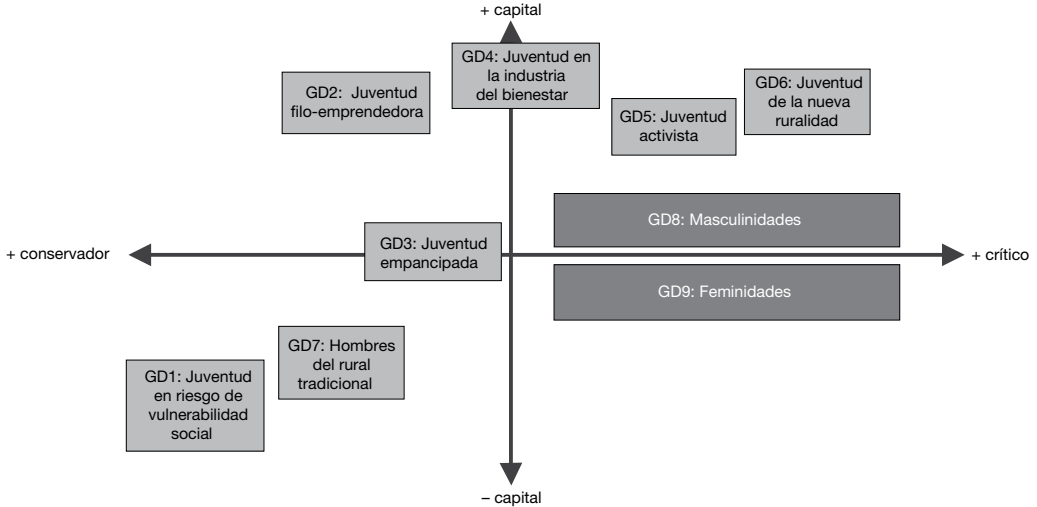 + capital
GD4: Juventud en
la industria
del bienestar
GD2: Juventud
filo-emprendedora
GD6: Juventud
de la nueva
ruralidad
GD5: Juventud
activista
GD8: Masculinidades
GD3: Juventud
empancipada
+ conservador
+ crítico
GD9: Feminidades
GD7: Hombres
del rural
tradicional
GD1: Juventud
en riesgo de
vulnerabilidad
social
– capital